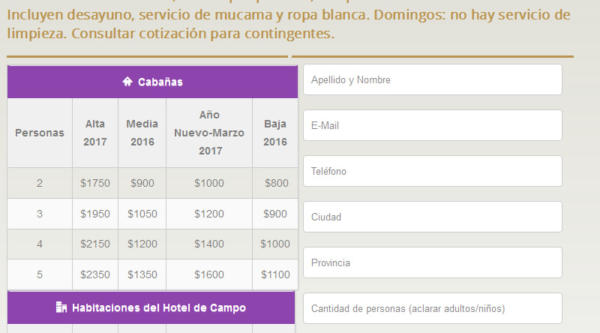 Incluyen desayuno, servicio de mucama y ropa blanca. Domingos: no hay servicio de
limpieza. Consultar cotización para contingentes.
Cabañas
Personas Alta 2017 Media 2016 Año Nuevo-Marzo 2017 Baja 2016
2 $1750 $900 $1000 $800
3 $1950 $1050 $1200 $900
4 $2150 $1200 $1400 $1000
5 $2350 $1350 $1600 $1100
Habitaciones del Hotel de Campo
Apellido y Nombre
E-Mail
Teléfono
Ciudad
Provincia
Cantidad de personas (aclarar adultos/niños)